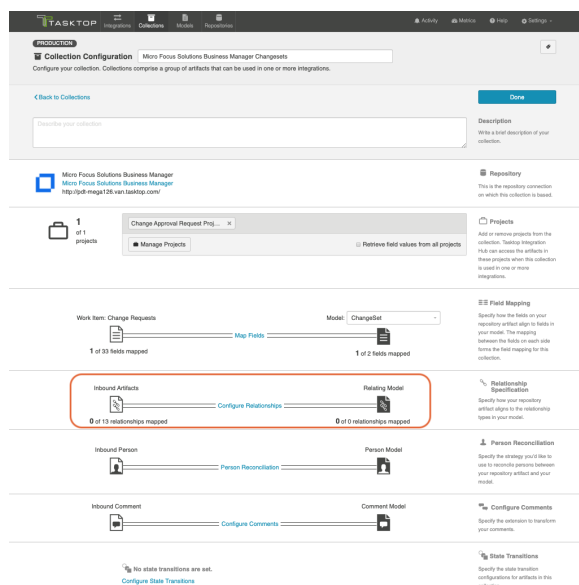 TASKTOP
Integrations
Collections
Models
Repositories
Activity
Metrics
Help
Settings
PRODUCTION
Collection Configuration
Micro Focus Solutions Business Manager Changesets
Configure your collection. Collections comprise a group of artifacts that can be used in one or more integrations.
Back to Collections
Done
Describe your collection
Description
Write a brief description of your
collection.
Micro Focus Solutions Business Manager
Micro Focus Solutions Business Manager
http://pdt-mega126.van.tasktop.com/
Repository
This is the repository connection
on which this collection is based.
1
of 1
projects
Change Approval Request Proj... ×
Manage Projects
Retrieve field values from all projects
Projects
Add or remove projects from the
collection. Tasktop Integration
Hub can access the artifacts in
these projects when this collection
is used in one or more
integrations.
Work Item: Change Requests
Model: ChangeSet
Map Fields
1 of 33 fields mapped
1 of 2 fields mapped
Field Mapping
Specify how the fields on your
repository artifact align to fields in
your model. The mapping
between the fields on each side
forms the field mapping for this
collection.
Inbound Artifacts
Relating Model
Configure Relationships
0 of 13 relationships mapped
0 of 0 relationships mapped
Relationship
Specification
Specify how your repository
artifact aligns to the relationship
types in your model.
Inbound Person
Person Model
Person Reconciliation
Person Reconciliation
Specify the strategy you'd like to
use to reconcile persons between
your repository artifact and your
model.
Inbound Comment
Comment Model
Configure Comments
Configure Comments
Specify the extension to transform
your comments.
No state transitions are set.
Configure State Transitions
State Transitions
Specify the state transition
configurations for artifacts in this